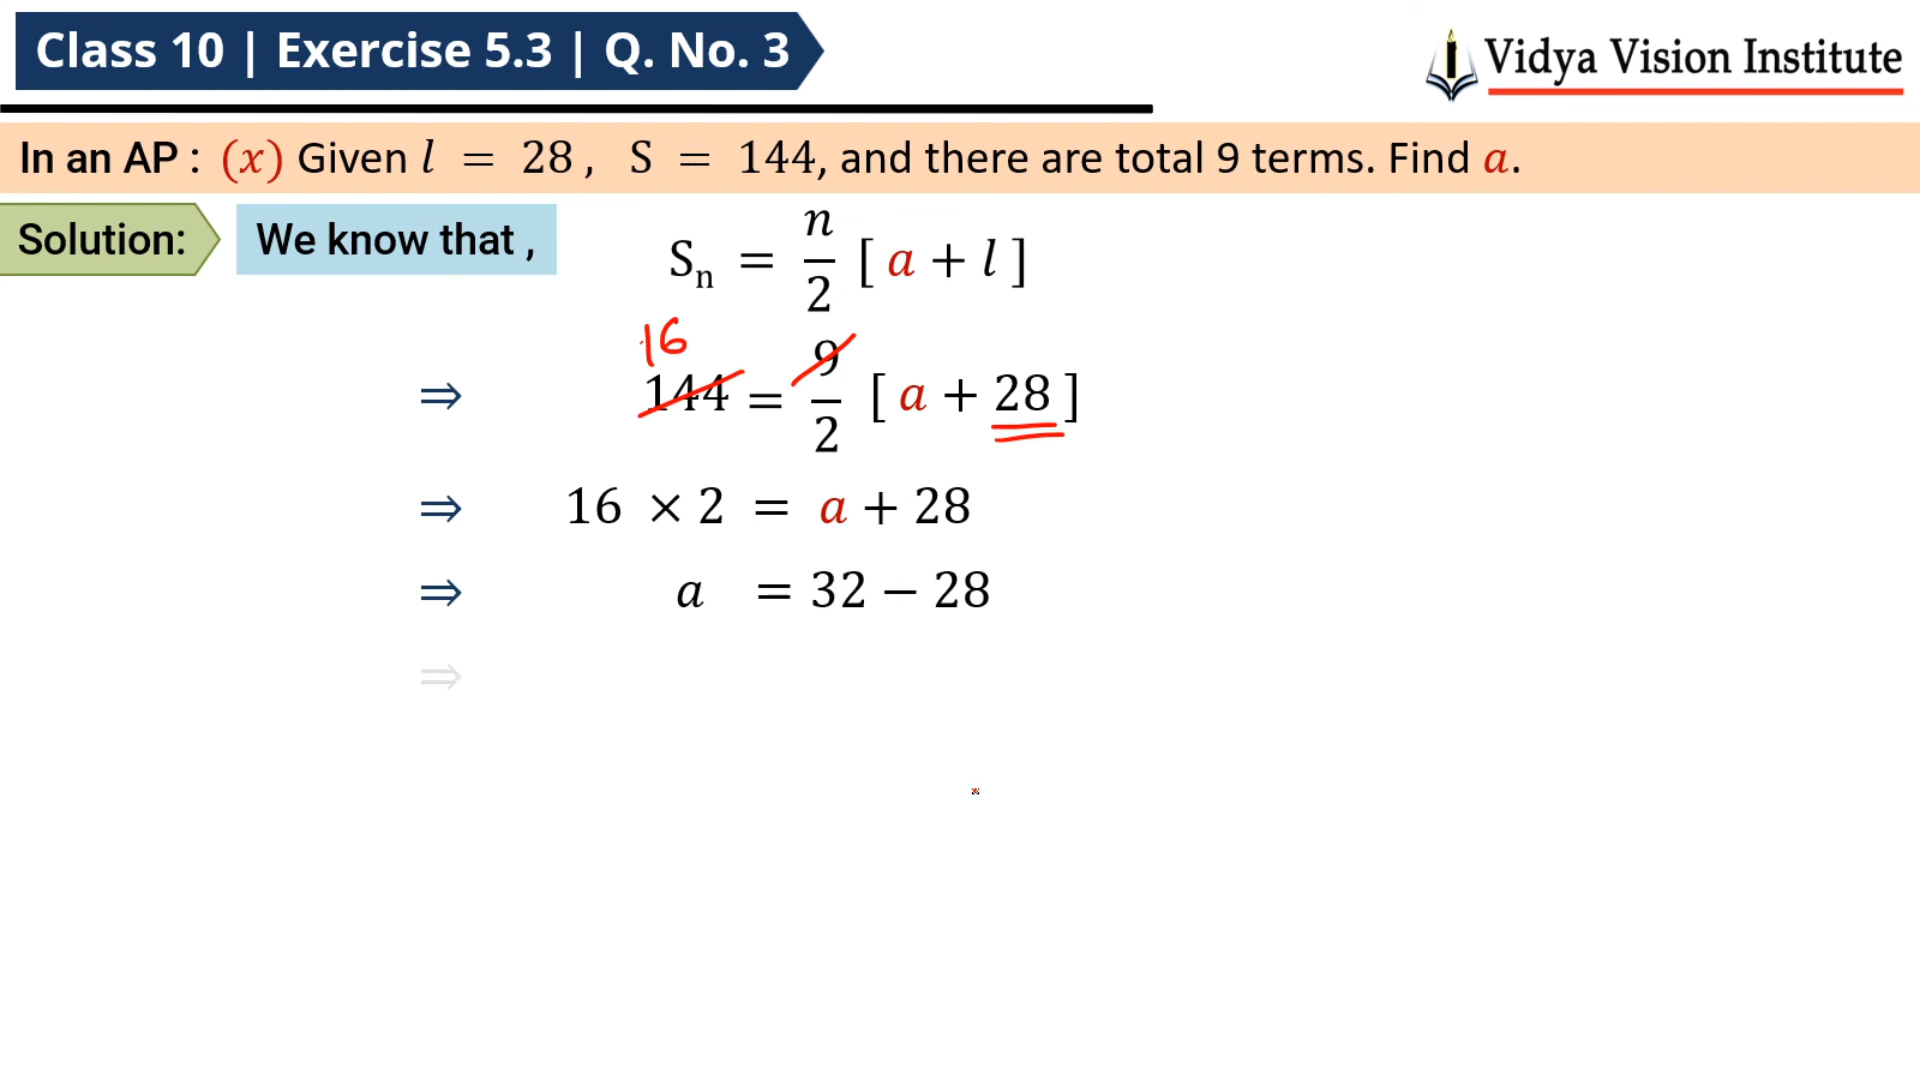 Class 10 | Exercise 5.3 | Q. No. 3
Vidya Vision Institute
In an AP : (x) Given l = 28 , S = 144, and there are total 9 terms. Find a.
Solution:
We know that ,
Sₙ = n/2 [ a + l ]
16
⇒ 144 = 9/2 [ a + 28 ]
⇒ 16 × 2 = a + 28
⇒ a = 32 − 28
⇒